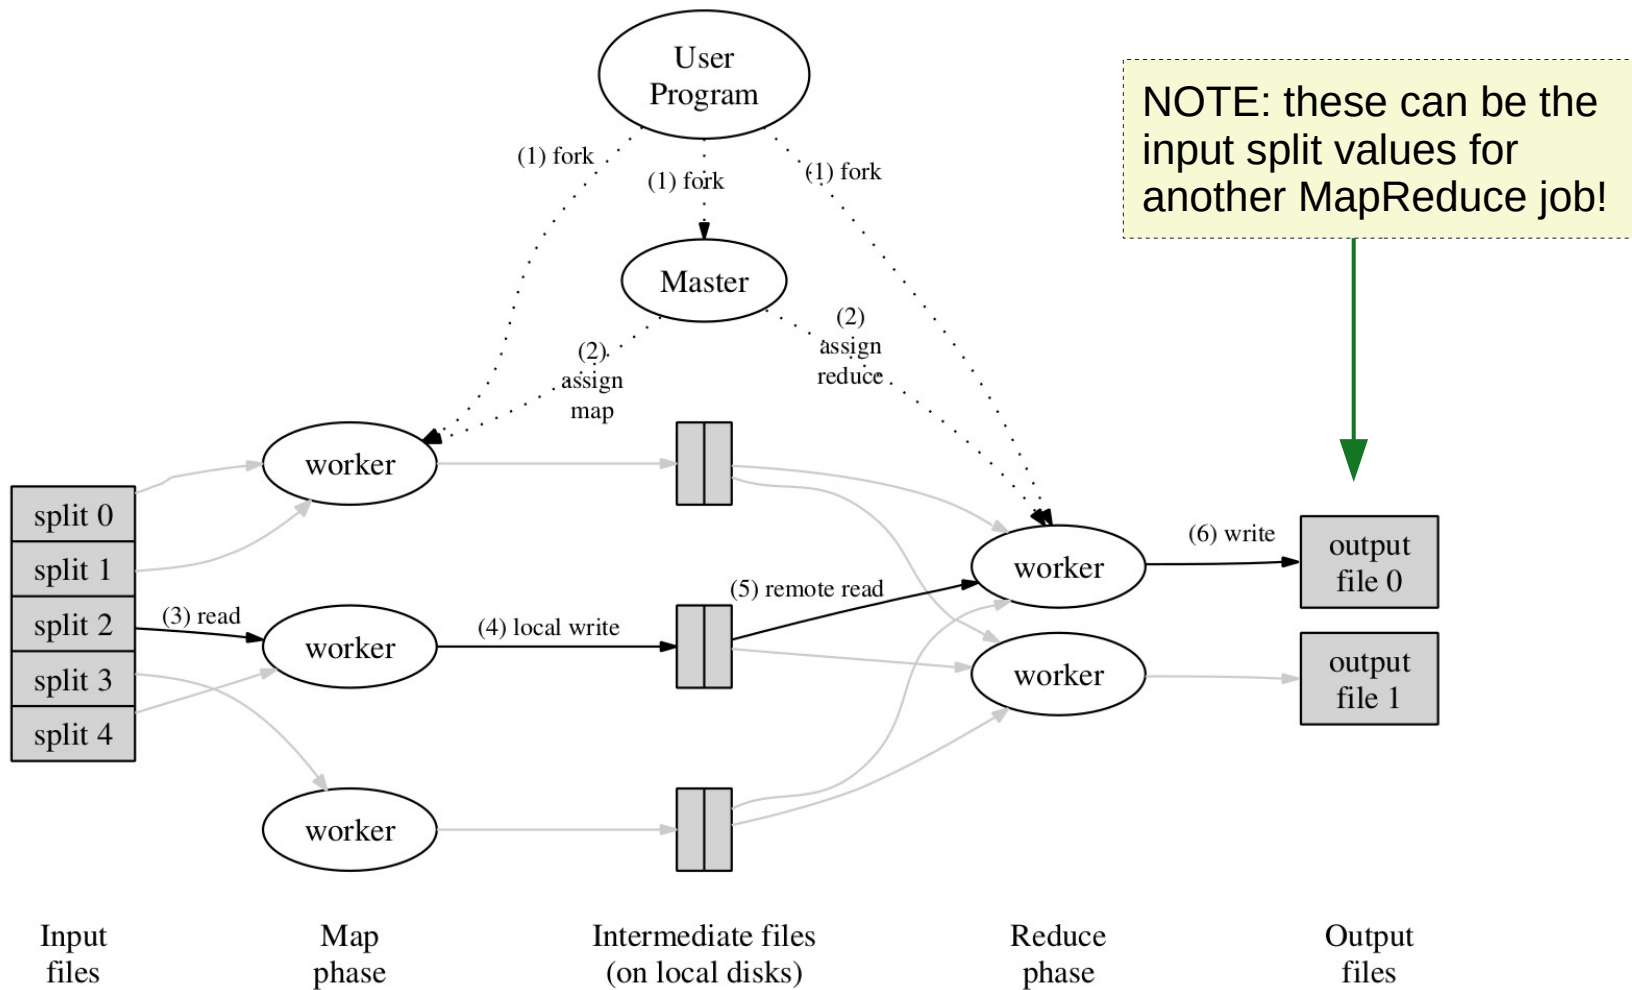 User
Program
NOTE: these can be the
input split values for
another MapReduce job!
(1) fork
(1) fork
(1) fork
Master
(2)
assign
map
(2)
assign
reduce
split 0
split 1
split 2
split 3
split 4
(3) read
worker
worker
worker
(4) local write
(5) remote read
worker
worker
(6) write
output
file 0
output
file 1
Input
files
Map
phase
Intermediate files
(on local disks)
Reduce
phase
Output
files